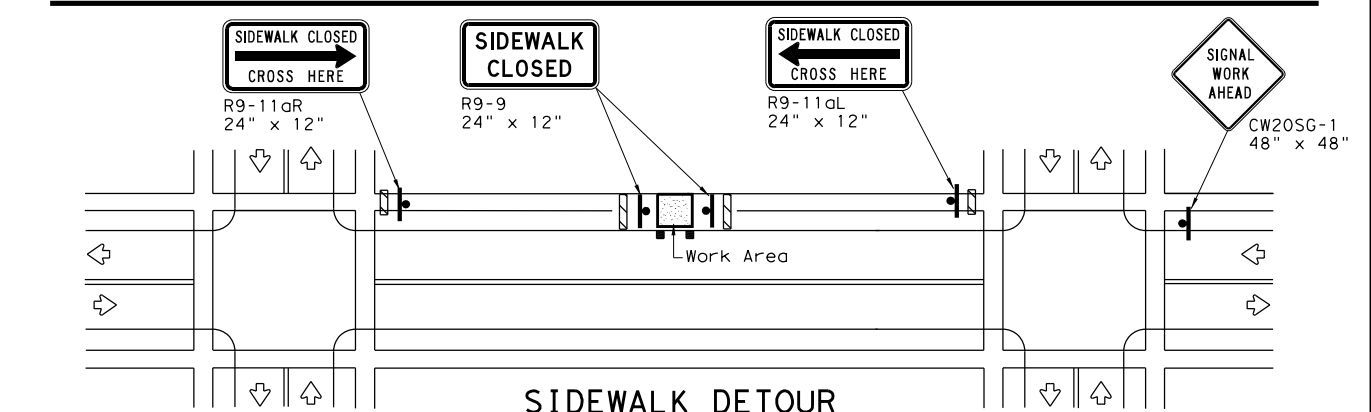 SIDEWALK CLOSED
CROSS HERE
R9-11aR
24" x 12"
SIDEWALK
CLOSED
R9-9
24" x 12"
SIDEWALK CLOSED
CROSS HERE
R9-11aL
24" x 12"
SIGNAL
WORK
AHEAD
CW20SG-1
48" x 48"
Work Area
SIDEWALK DETOUR